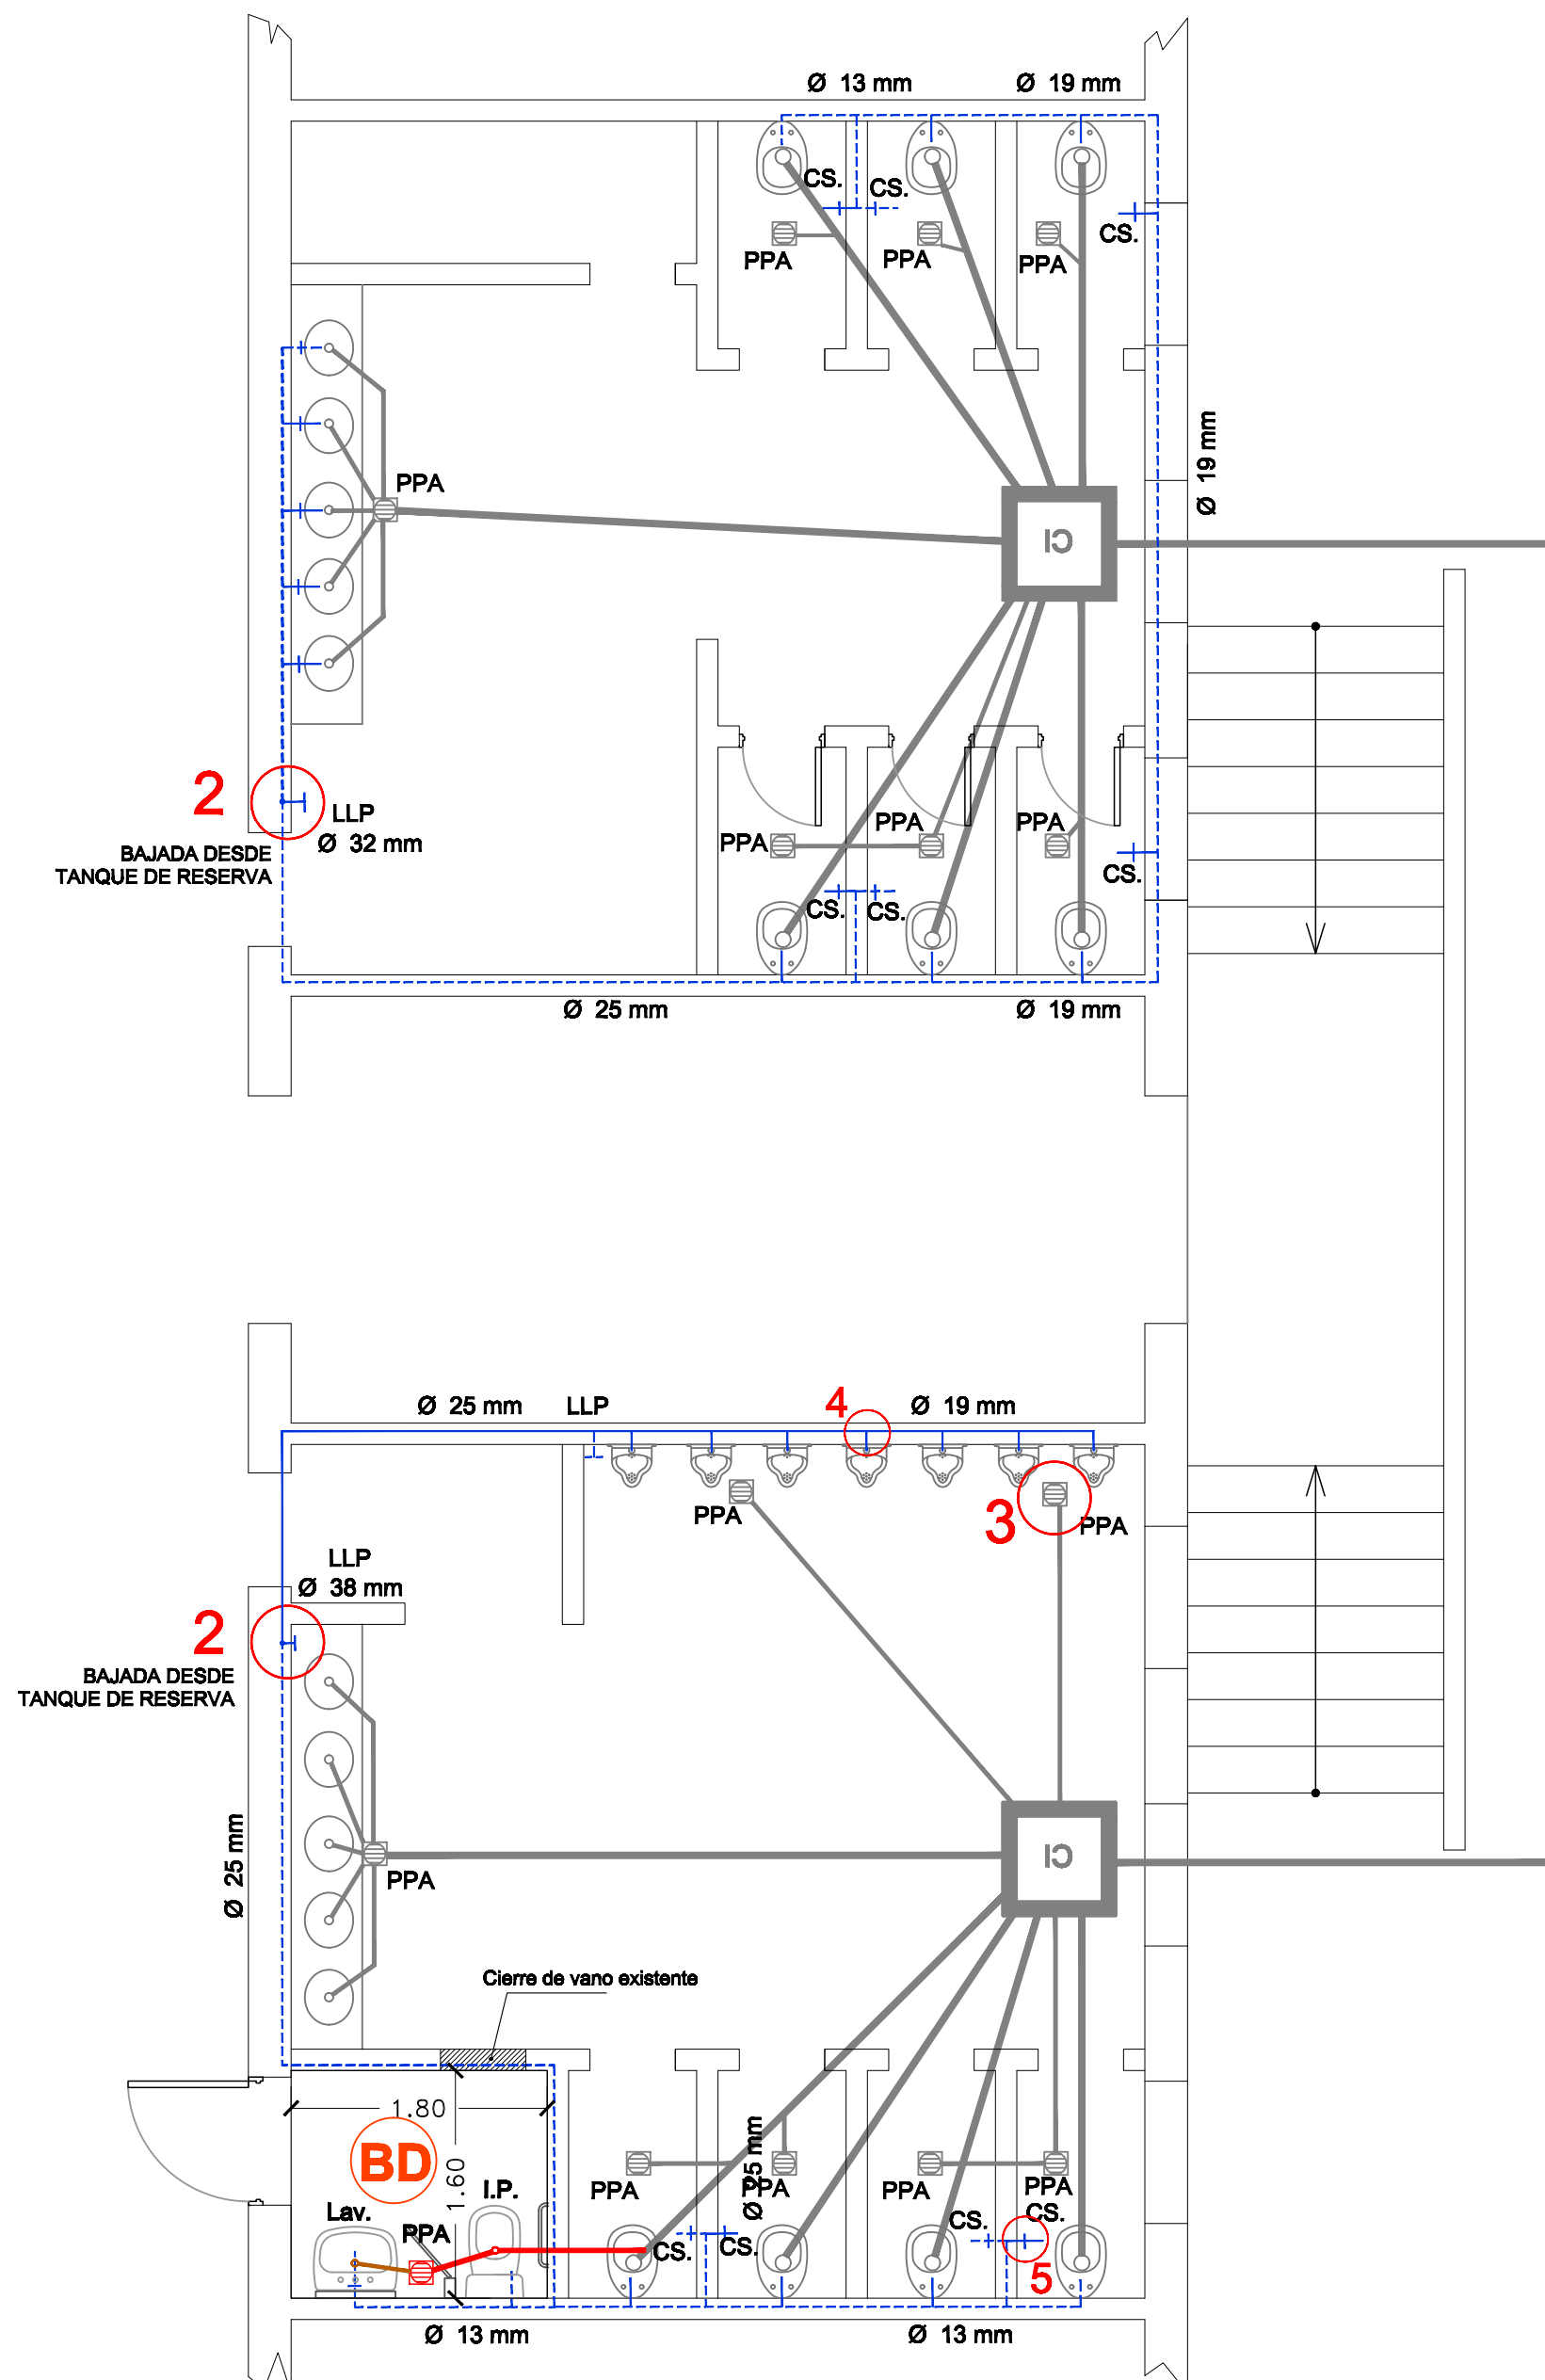 Ø 13 mm
Ø 19 mm
CS.
CS.
CS.
PPA
PPA
PPA
PPA
Ø 19 mm
CI
2
LLP
Ø 32 mm
BAJADA DESDE
TANQUE DE RESERVA
PPA
PPA
PPA
CS.
CS.
CS.
Ø 25 mm
Ø 19 mm
Ø 25 mm
LLP
4
Ø 19 mm
PPA
3
PPA
LLP
Ø 38 mm
2
BAJADA DESDE
TANQUE DE RESERVA
Ø 25 mm
CI
PPA
Cierre de vano existente
1.80
BD
1.60
I.P.
Lav.
PPA
PPA
Ø 25 mm
PPA
PPA
PPA
CS.
CS.
CS.
CS.
5
Ø 13 mm
Ø 13 mm